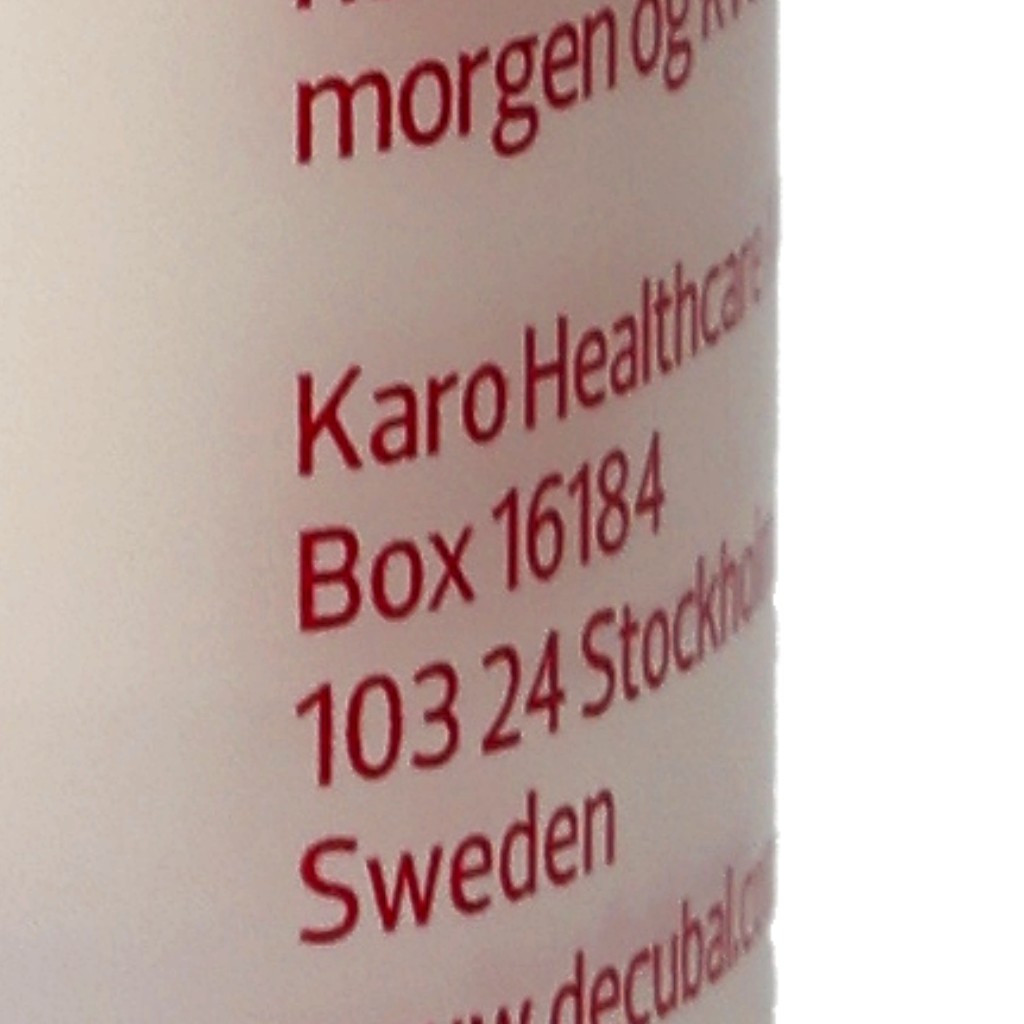 morgen og
Karo Healthcare
Box 16184
103 24 Stockholm
Sweden